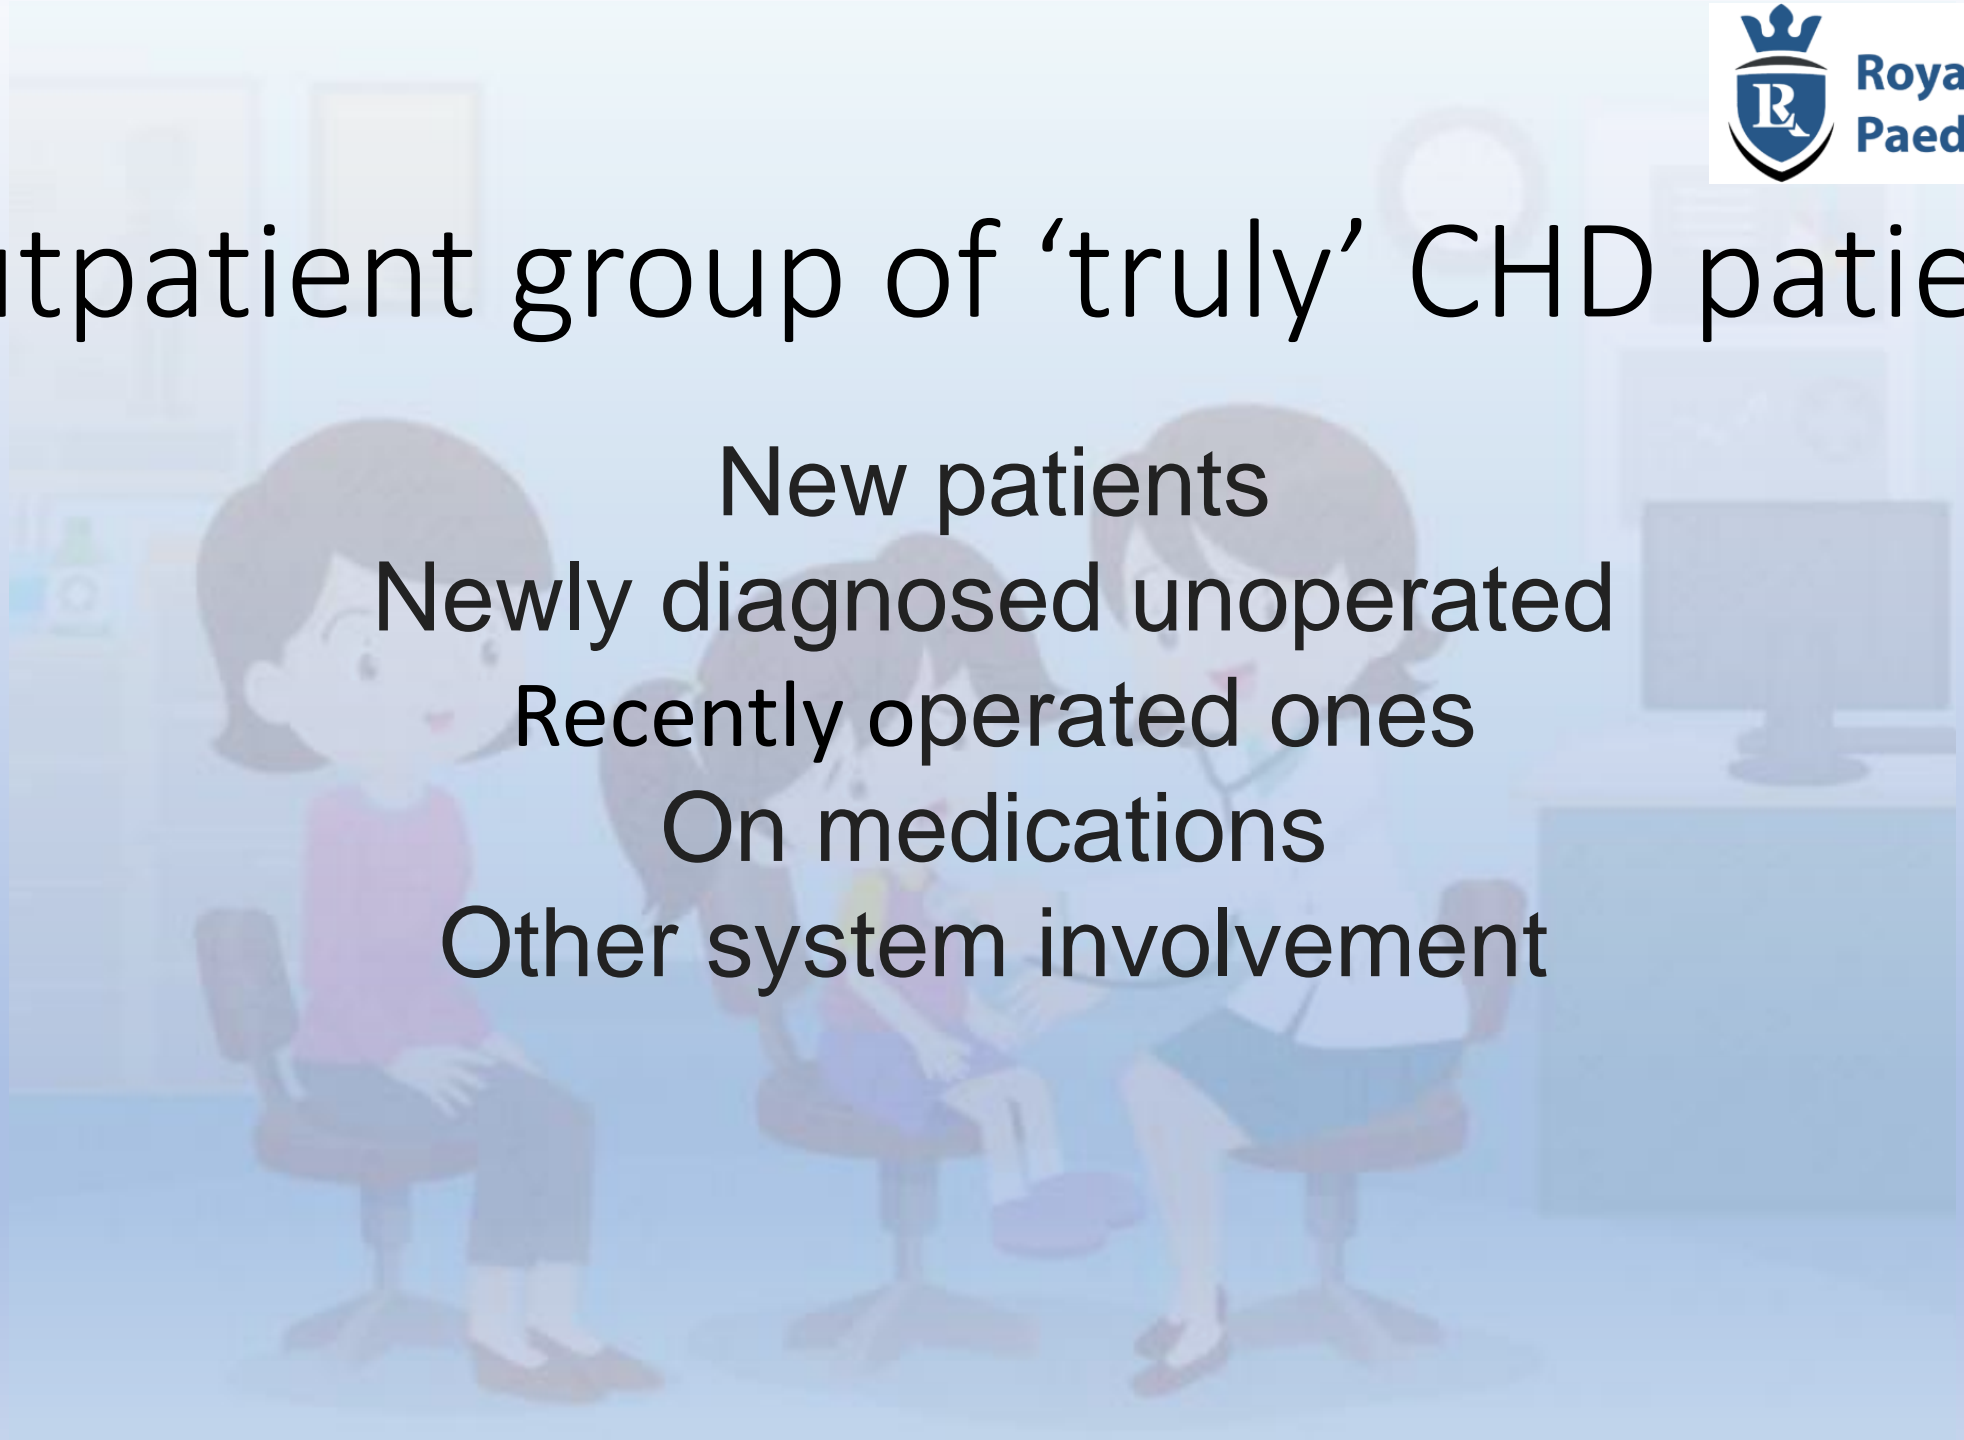 Roya
Paed
utpatient group of ‘truly’ CHD patie
New patients
Newly diagnosed unoperated
Recently operated ones
On medications
Other system involvement